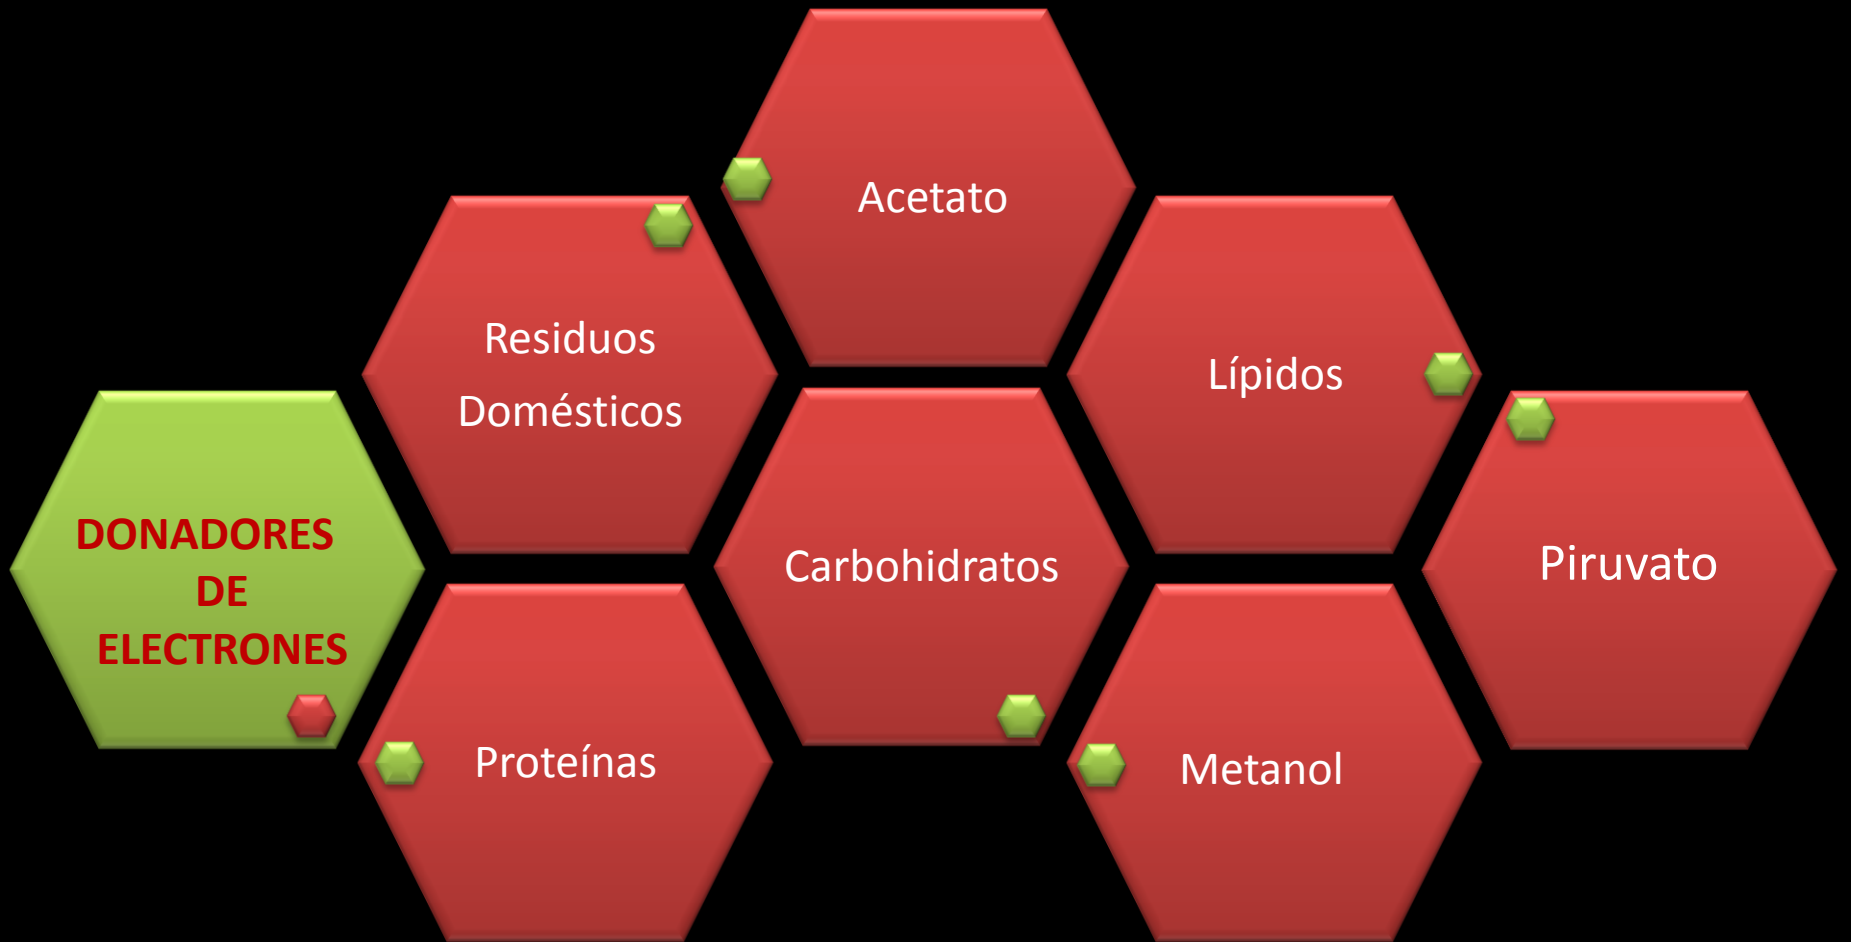 Acetato
Residuos
Domésticos
Lípidos
DONADORES
DE
ELECTRONES
Carbohidratos
Piruvato
Proteínas
Metanol